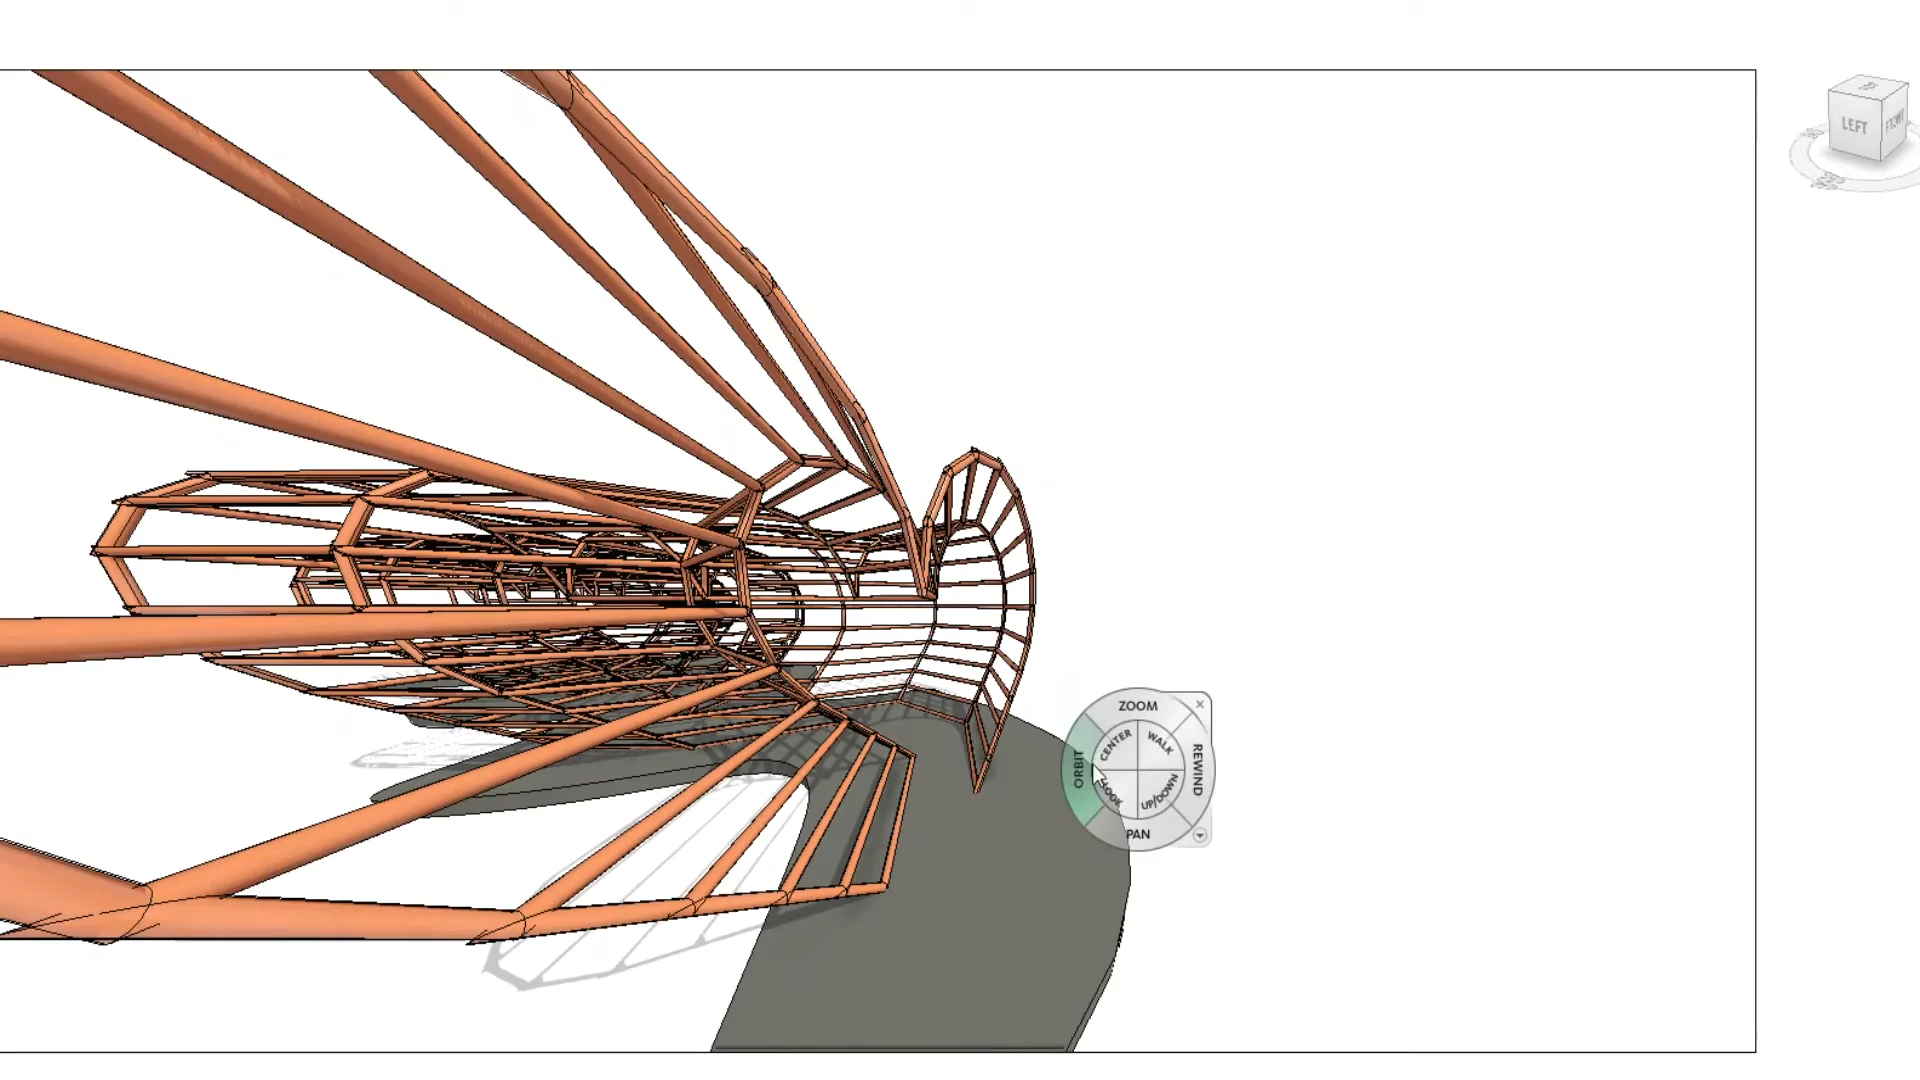 LEFT
FRONT
ZOOM
CENTER
WALK
ORBIT
REWIND
LOOK
UP/DOWN
PAN